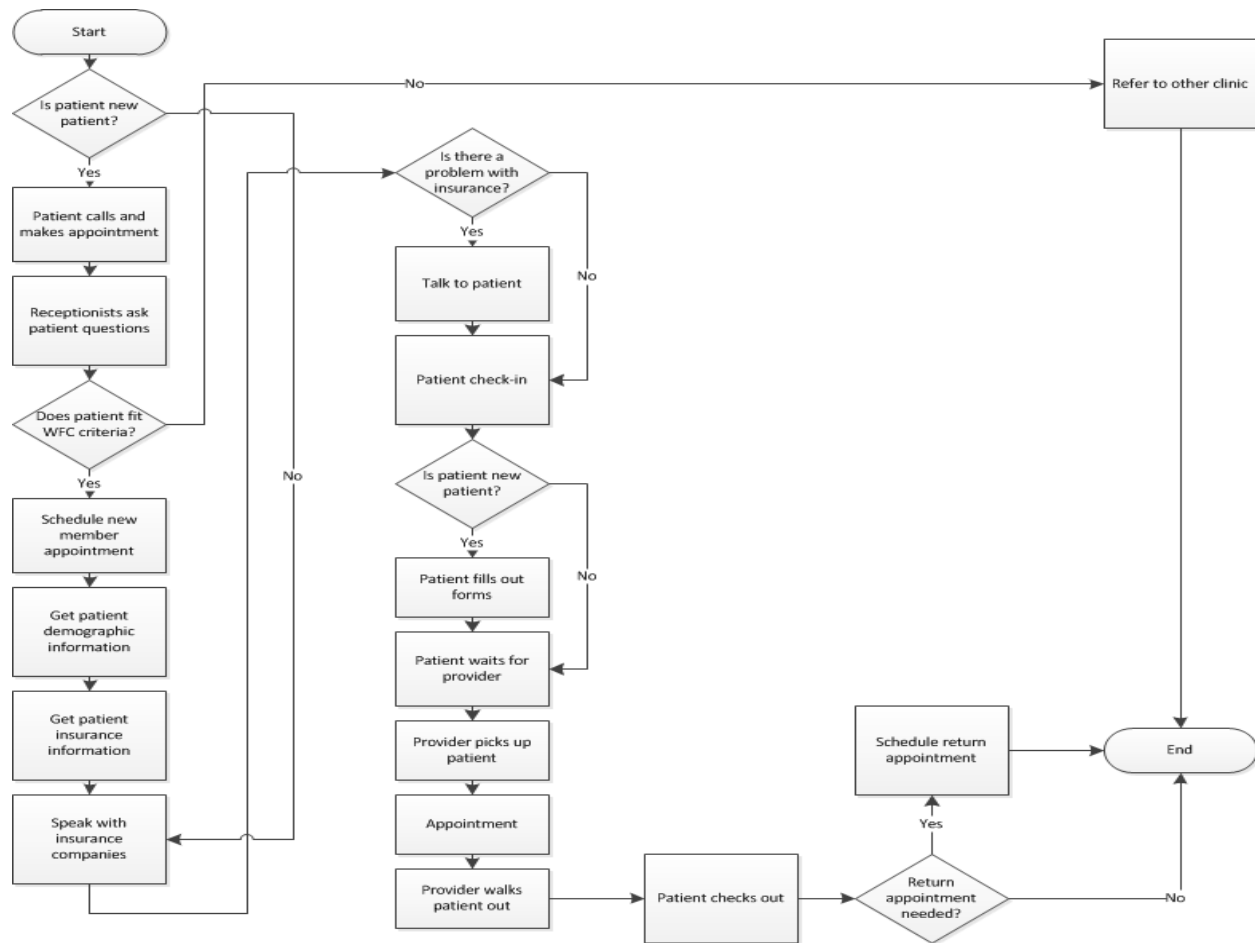 Start
Is patient new
patient?
Yes
No
Patient calls and
makes appointment
Receptionists ask
patient questions
Does patient fit
WFC criteria?
No
Yes
Schedule new
member
appointment
Get patient
demographic
information
Get patient
insurance
information
Speak with
insurance
companies
Is there a
problem with
insurance?
Yes
No
Talk to patient
Patient check-in
Is patient new
patient?
Yes
No
Patient fills out
forms
Patient waits for
provider
Provider picks up
patient
Appointment
Provider walks
patient out
Patient checks out
Return
appointment
needed?
Yes
No
Schedule return
appointment
Refer to other clinic
End